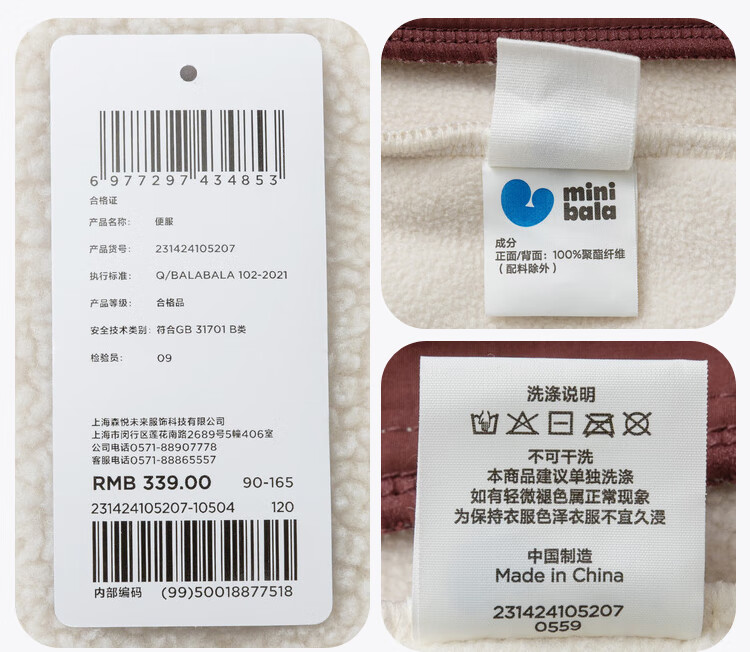 6 977297 434853
合格证
产品名称: 便服
产品货号: 231424105207
执行标准: Q/BALABALA 102-2021
产品等级: 合格品
安全技术类别: 符合GB 31701 B类
检验员: 09
上海森悦未来服饰科技有限公司
上海市闵行区莲花南路2689号5幢406室
公司电话0571-88907778
客服电话0571-88865557
RMB 339.00 90-165
231424105207-10504 120
内部编码 (99)50018877518
mini
bala
成分
正面/背面: 100%聚酯纤维
(配料除外)
洗涤说明
不可干洗
本商品建议单独洗涤
如有轻微褪色属正常现象
为保持衣服色泽衣服不宜久浸
中国制造
Made in China
231424105207
0559